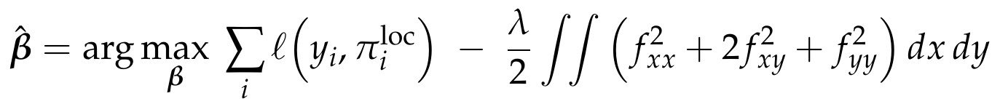 β̂ = arg max_β ∑_i ℓ(y_i, π_i^loc) − λ/2 ∬ (f_xx^2 + 2f_xy^2 + f_yy^2) dx dy